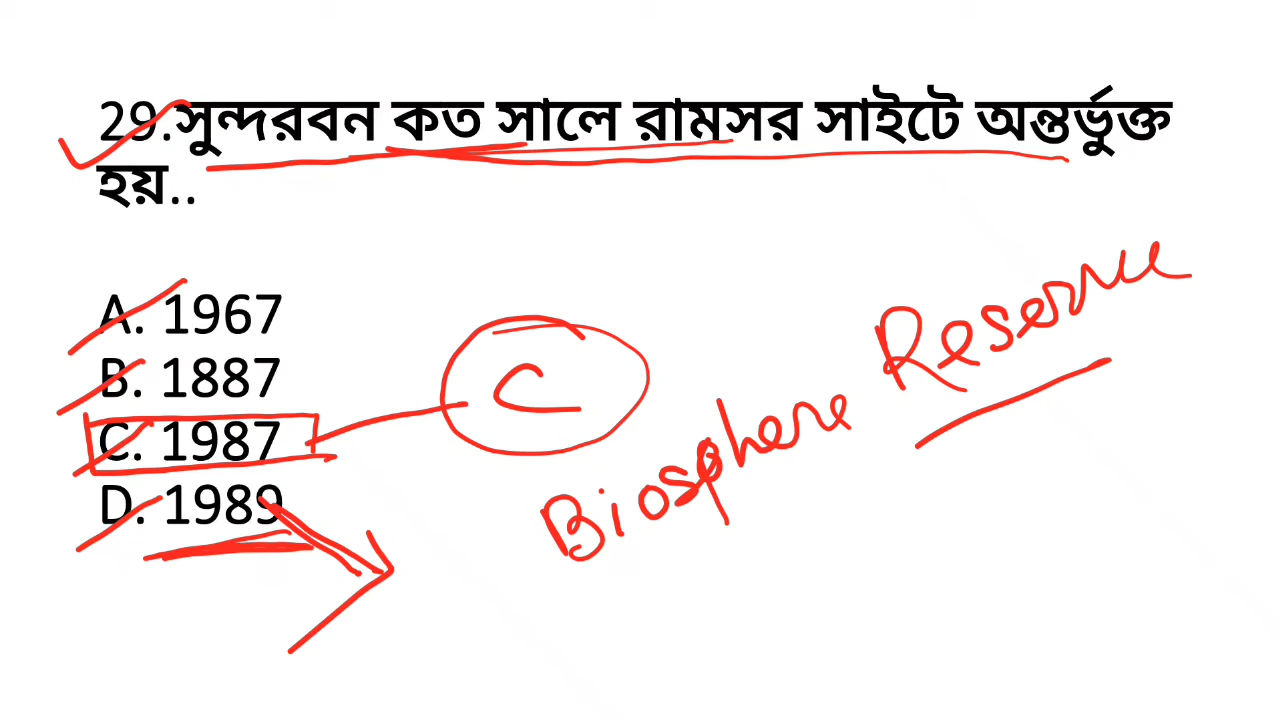 29.সুন্দরবন কত সালে রামসর সাইটে অন্তর্ভুক্ত
হয়..
A. 1967
B. 1887
C. 1987
D. 1989
C
Biosphere Reserve